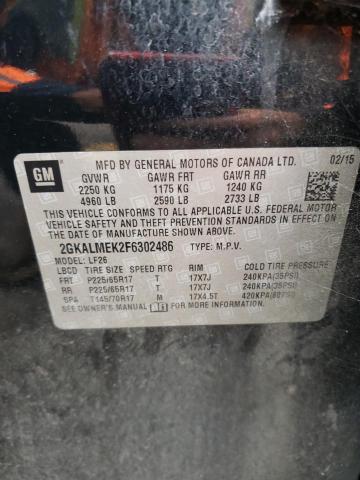 GM
MFD BY GENERAL MOTORS OF CANADA LTD. 02/15
GVWR GAWR FRT GAWR RR
2250 KG 1175 KG 1240 KG
4960 LB 2590 LB 2733 LB
THIS VEHICLE CONFORMS TO ALL APPLICABLE U.S. FEDERAL MOTOR
VEHICLE SAFETY AND THEFT PREVENTION STANDARDS IN
EFFECT ON THE DATE OF MANUFACTURE SHOWN ABOVE.
2GKALMEK2F6302486 TYPE: M.P.V.
MODEL: LF26
LBCD TIRE SIZE SPEED RTG RIM COLD TIRE PRESSURE
FRT P225/65R17 T 17X7J 240KPA(35PSI)
RR P225/65R17 T 17X7J 240KPA(35PSI)
SPA T145/70R17 M 17X4.5T 420KPA(60PSI)
SEE OWNER'S MANUAL FOR ADDITIONAL INFORMATION.